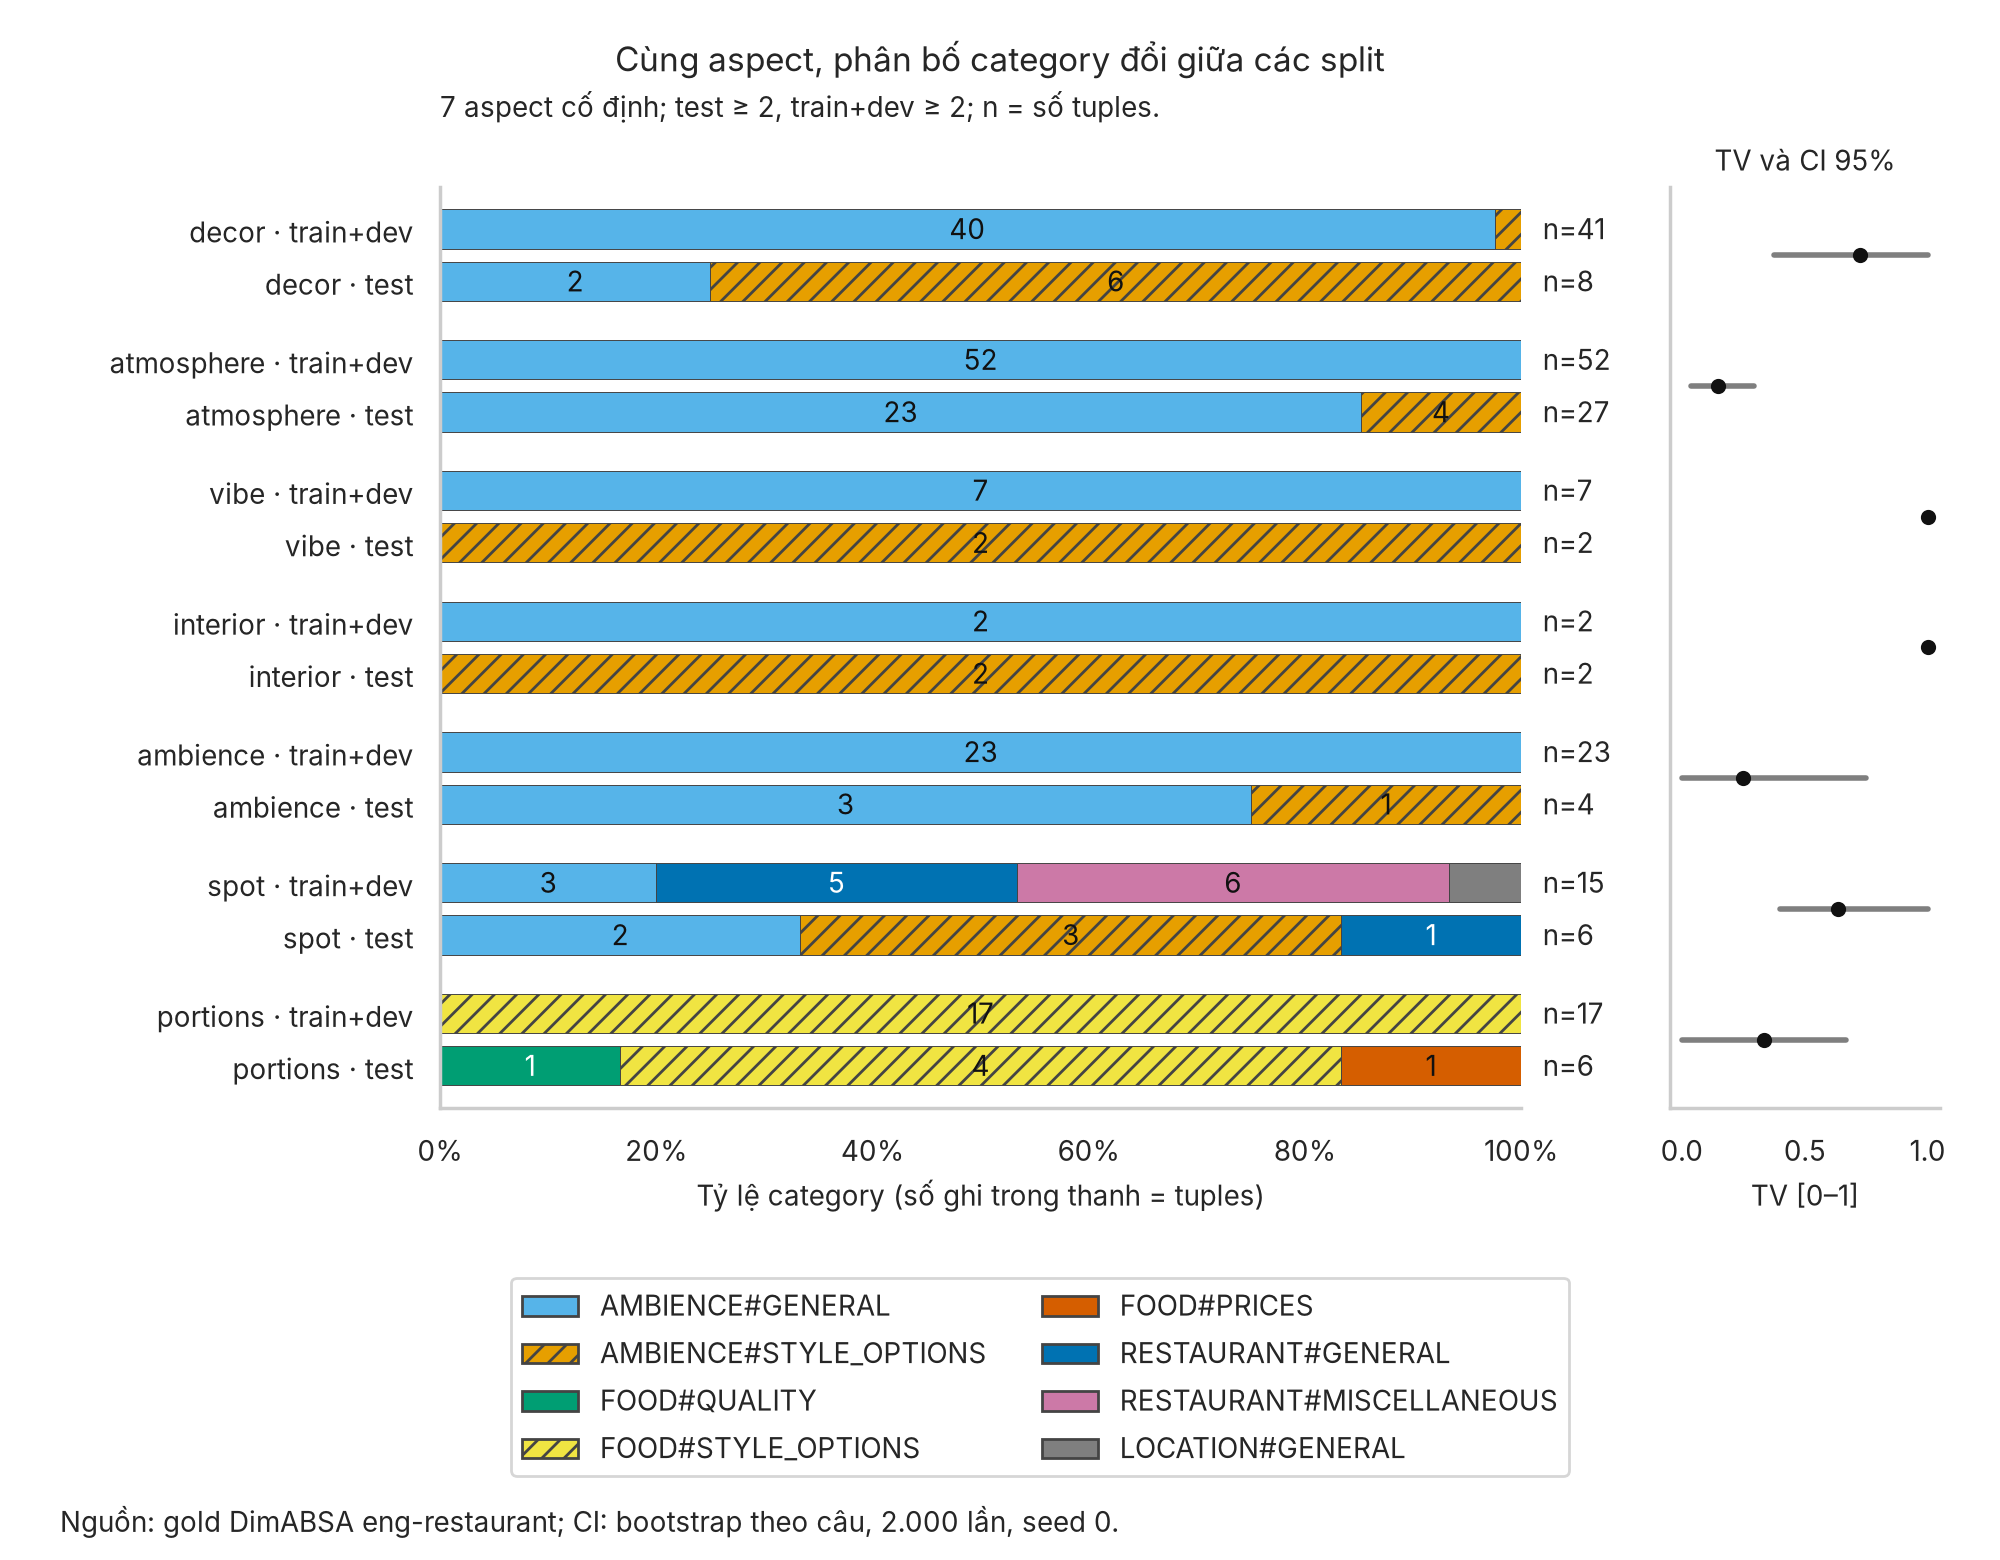 Cùng aspect, phân bố category đổi giữa các split
7 aspect cố định; test ≥ 2, train+dev ≥ 2; n = số tuples.
TV và CI 95%
decor · train+dev 40 n=41
decor · test 2 6 n=8
atmosphere · train+dev 52 n=52
atmosphere · test 23 4 n=27
vibe · train+dev 7 n=7
vibe · test 2 n=2
interior · train+dev 2 n=2
interior · test 2 n=2
ambience · train+dev 23 n=23
ambience · test 3 1 n=4
spot · train+dev 3 5 6 n=15
spot · test 2 3 1 n=6
portions · train+dev 17 n=17
portions · test 1 4 1 n=6
0% 20% 40% 60% 80% 100% 0.0 0.5 1.0
Tỷ lệ category (số ghi trong thanh = tuples) TV [0–1]
AMBIENCE#GENERAL FOOD#PRICES
AMBIENCE#STYLE_OPTIONS RESTAURANT#GENERAL
FOOD#QUALITY RESTAURANT#MISCELLANEOUS
FOOD#STYLE_OPTIONS LOCATION#GENERAL
Nguồn: gold DimABSA eng-restaurant; CI: bootstrap theo câu, 2.000 lần, seed 0.